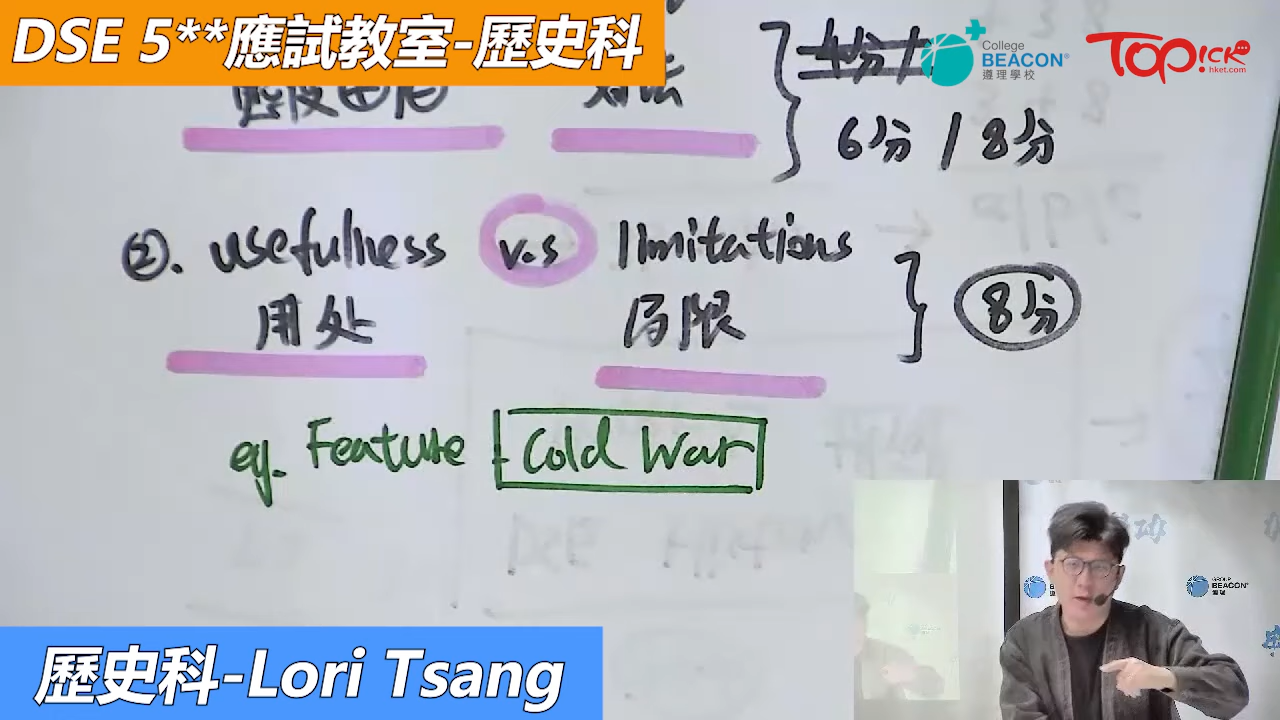 DSE 5**應試教室-歷史科
College
BEACON®
遵理學校
TOPick
hket.com
6分 / 8分
②. usefulness v.s limitations
用处 局限
8分
eg. Feature - Cold War
BEACON
歷史科-Lori Tsang